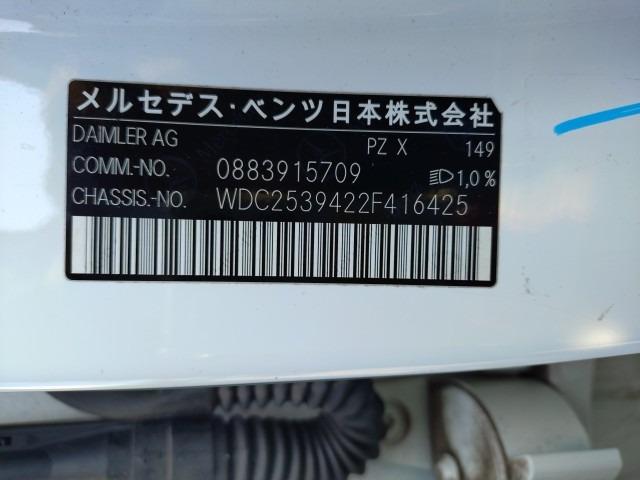 メルセデス・ベンツ日本株式会社
DAIMLER AG PZ X 149
COMM.-NO. 0883915709 1,0%
CHASSIS.-NO. WDC2539422F416425